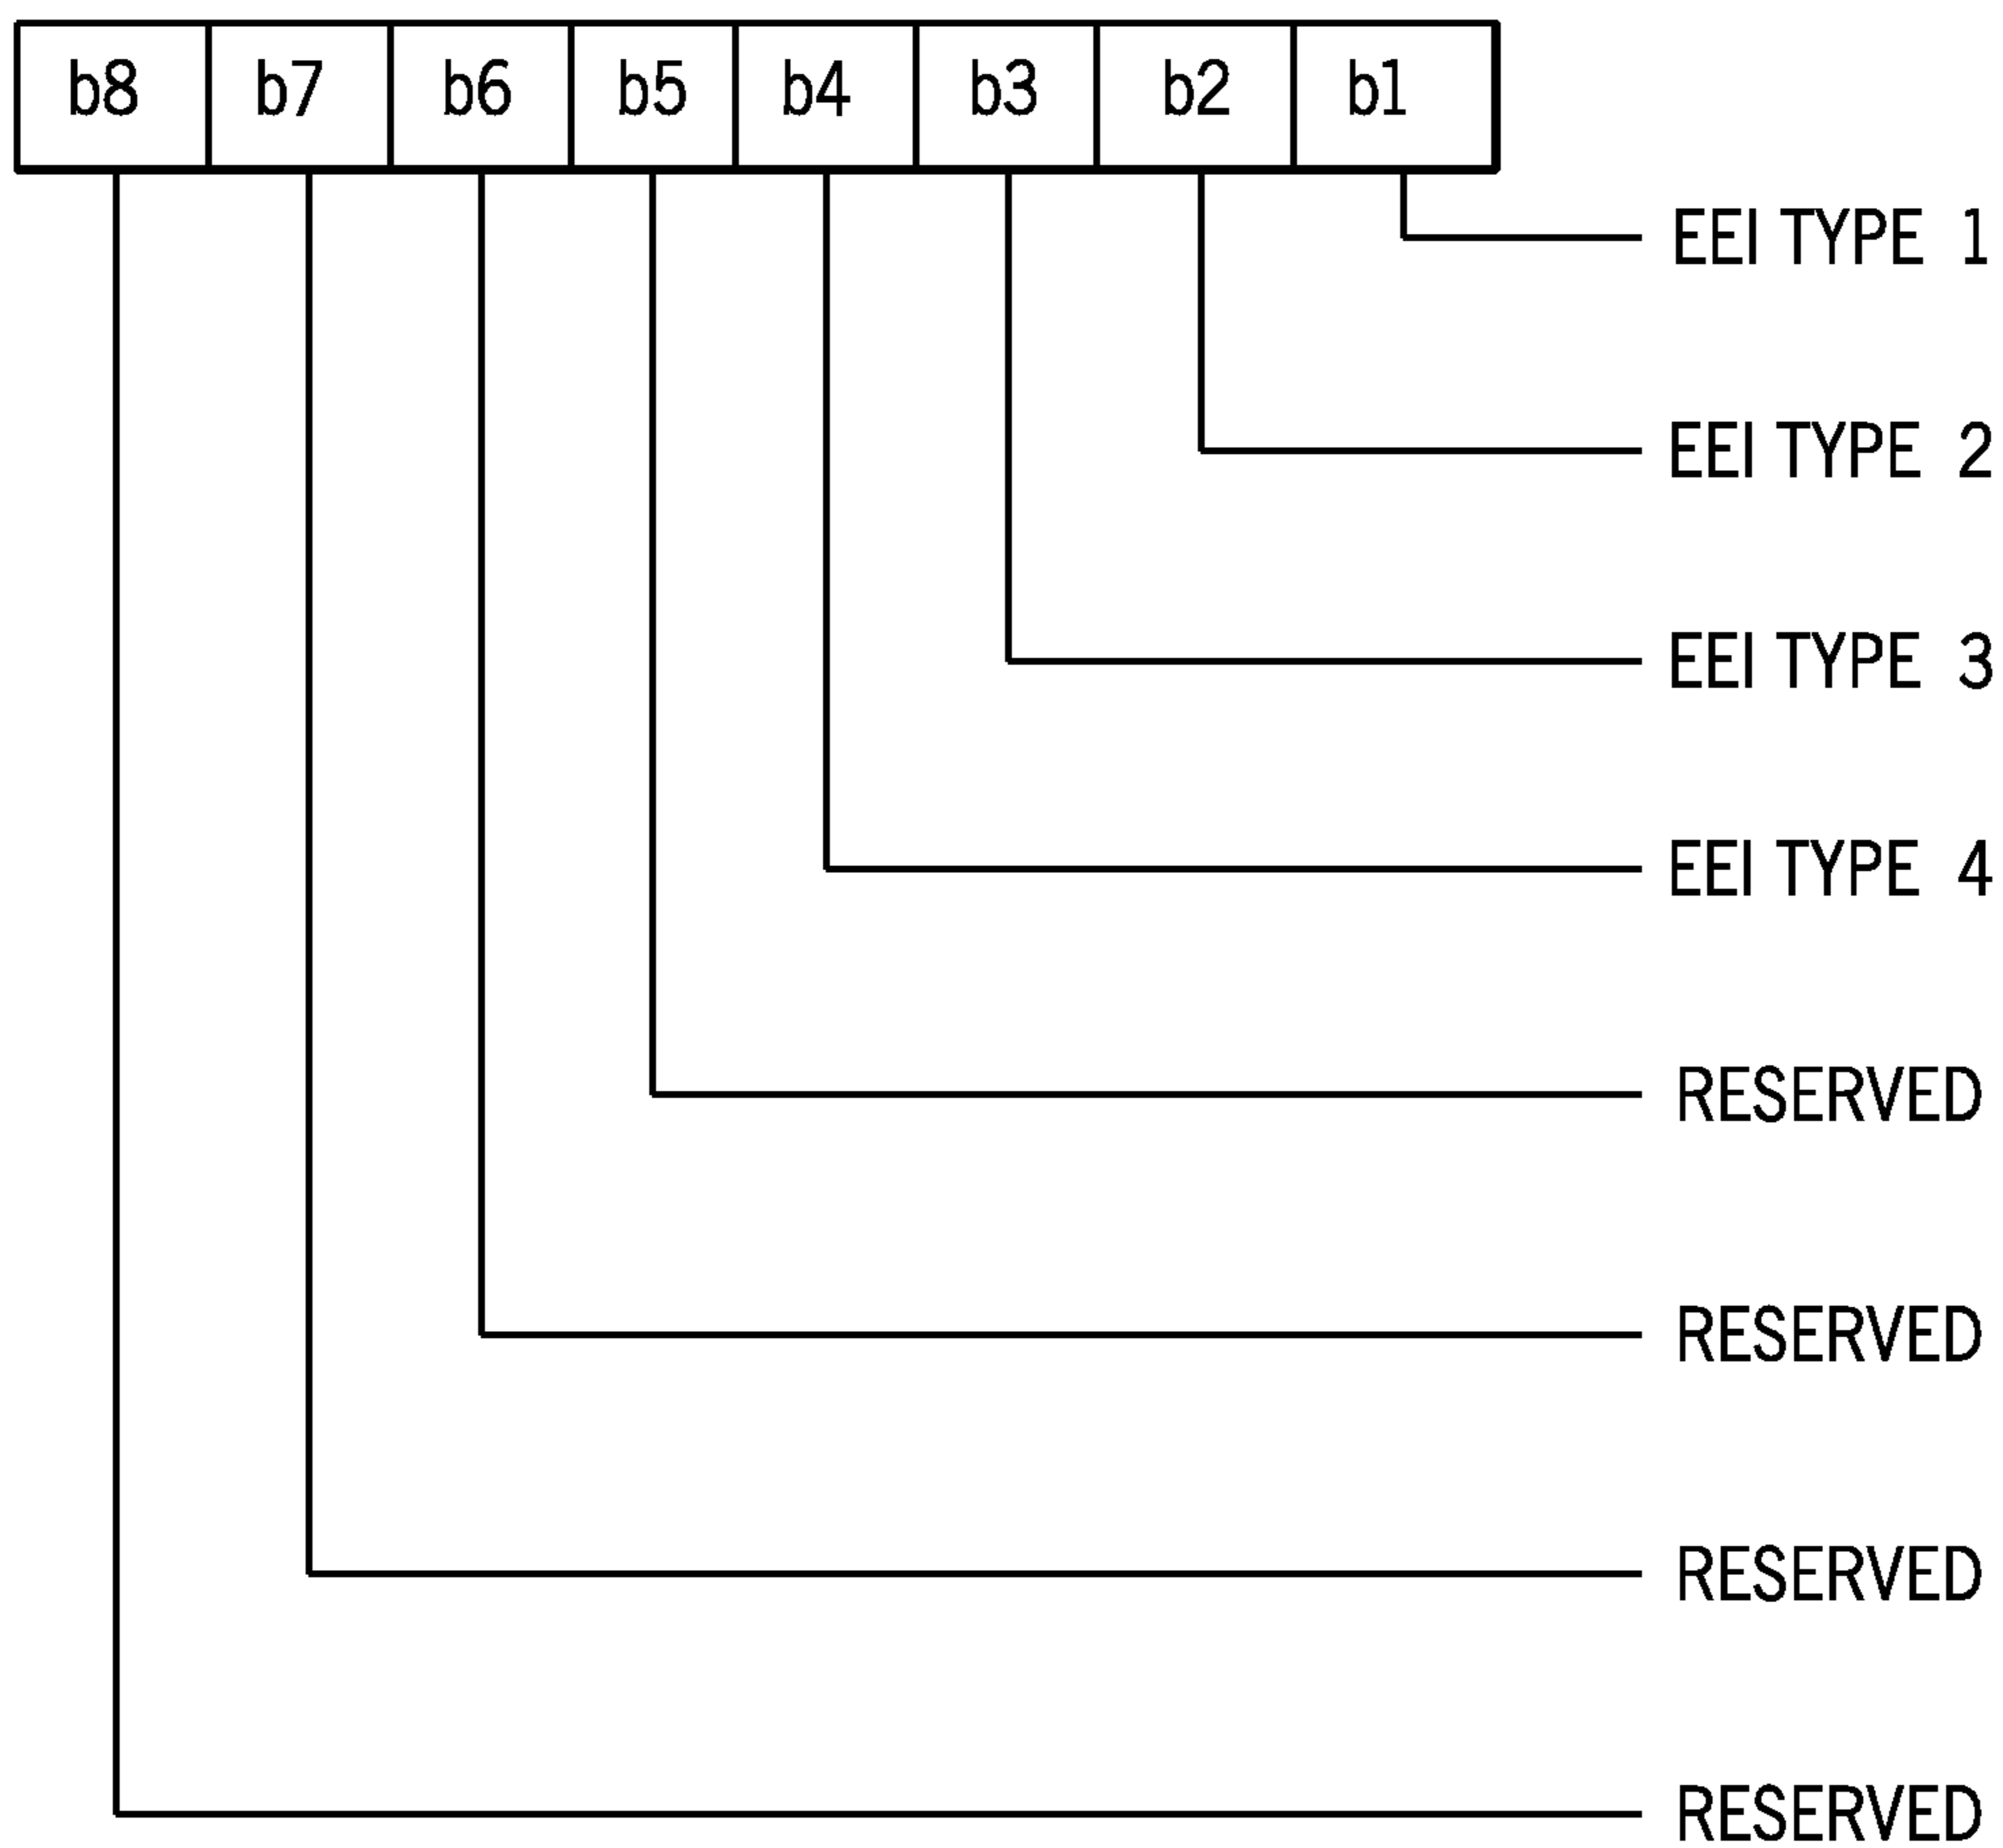 b8 b7 b6 b5 b4 b3 b2 b1
EEI TYPE 1
EEI TYPE 2
EEI TYPE 3
EEI TYPE 4
RESERVED
RESERVED
RESERVED
RESERVED